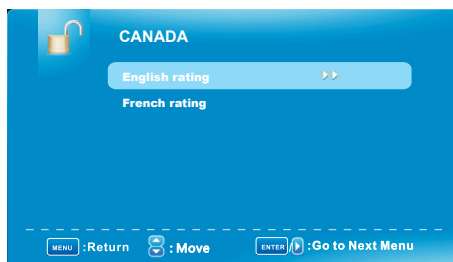 CANADA
English rating
French rating
MENU :Return : Move ENTER / :Go to Next Menu